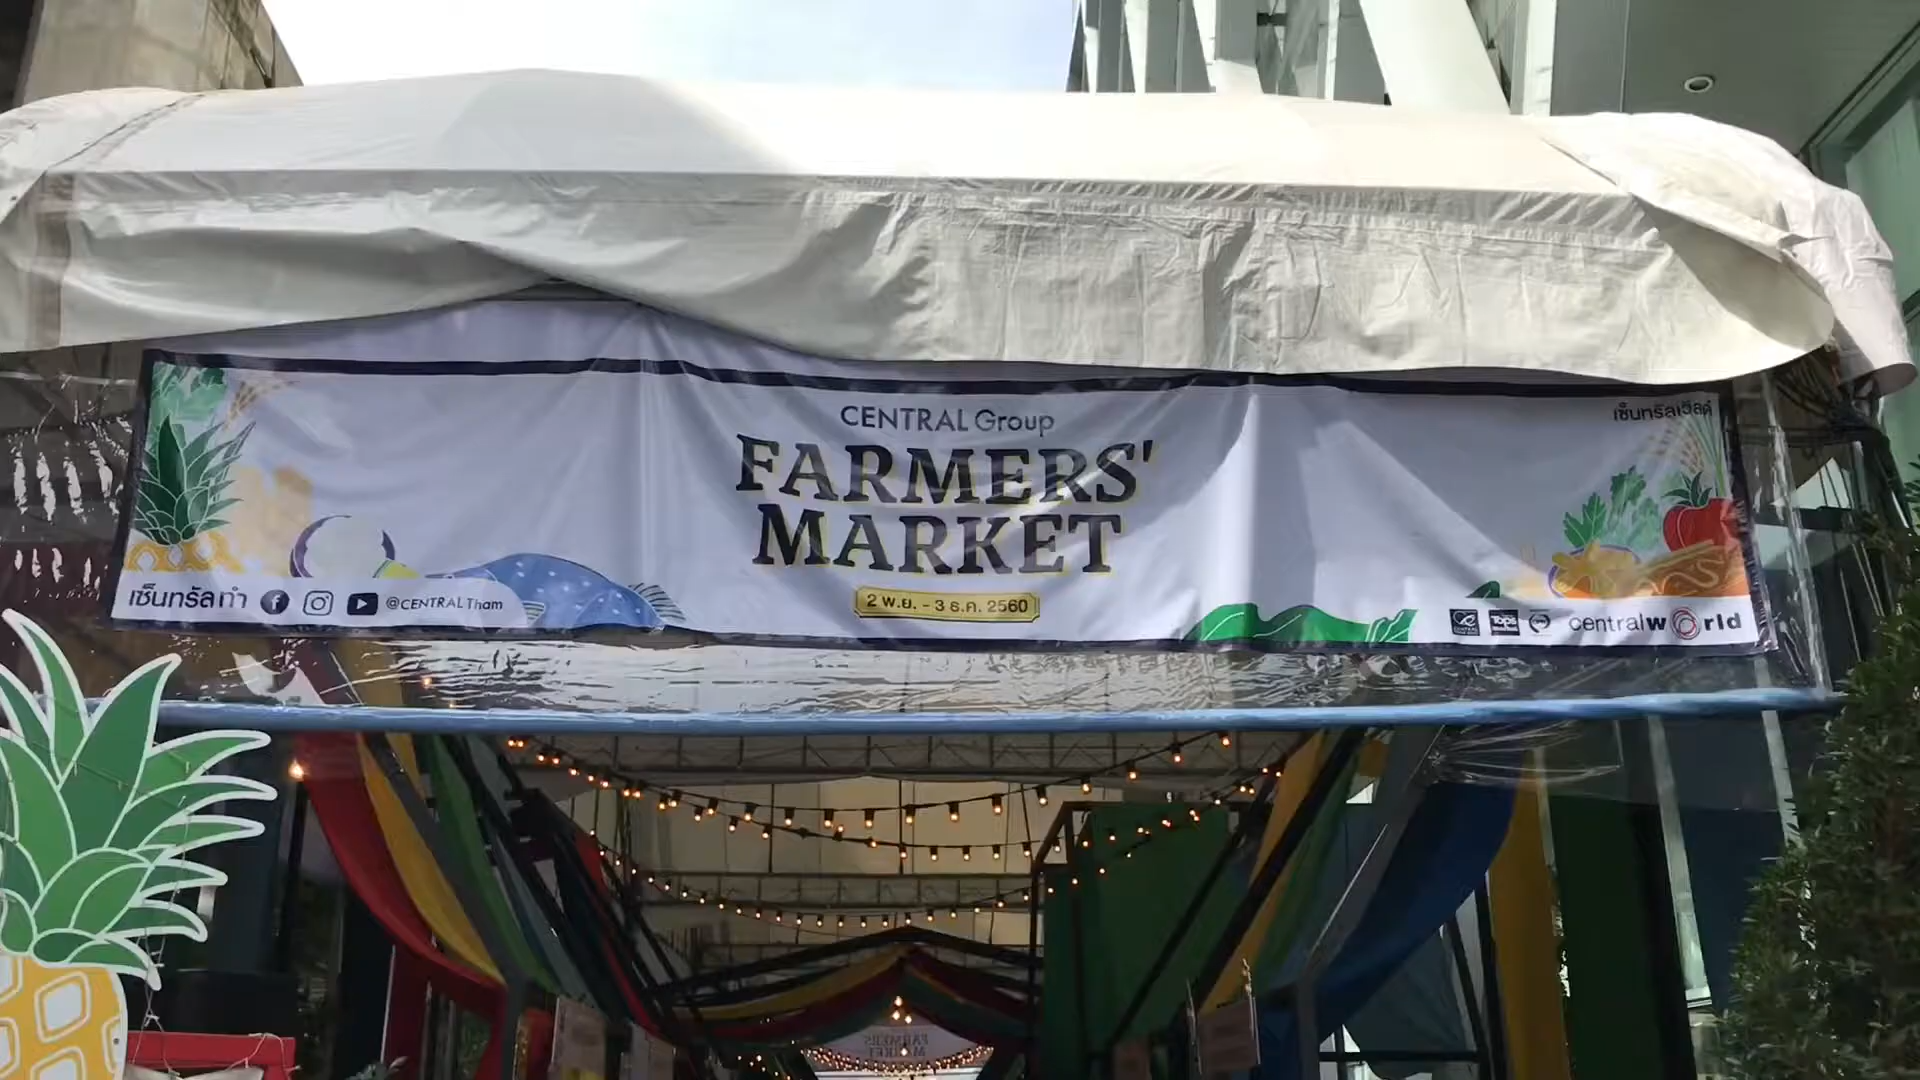 CENTRAL Group
FARMERS'
MARKET
2 พ.ย. - 3 ธ.ค. 2560
เซ็นทรัลเวิลด์
เซ็นทรัลทำ @CENTRAL Tham
Tops
centralwOrld